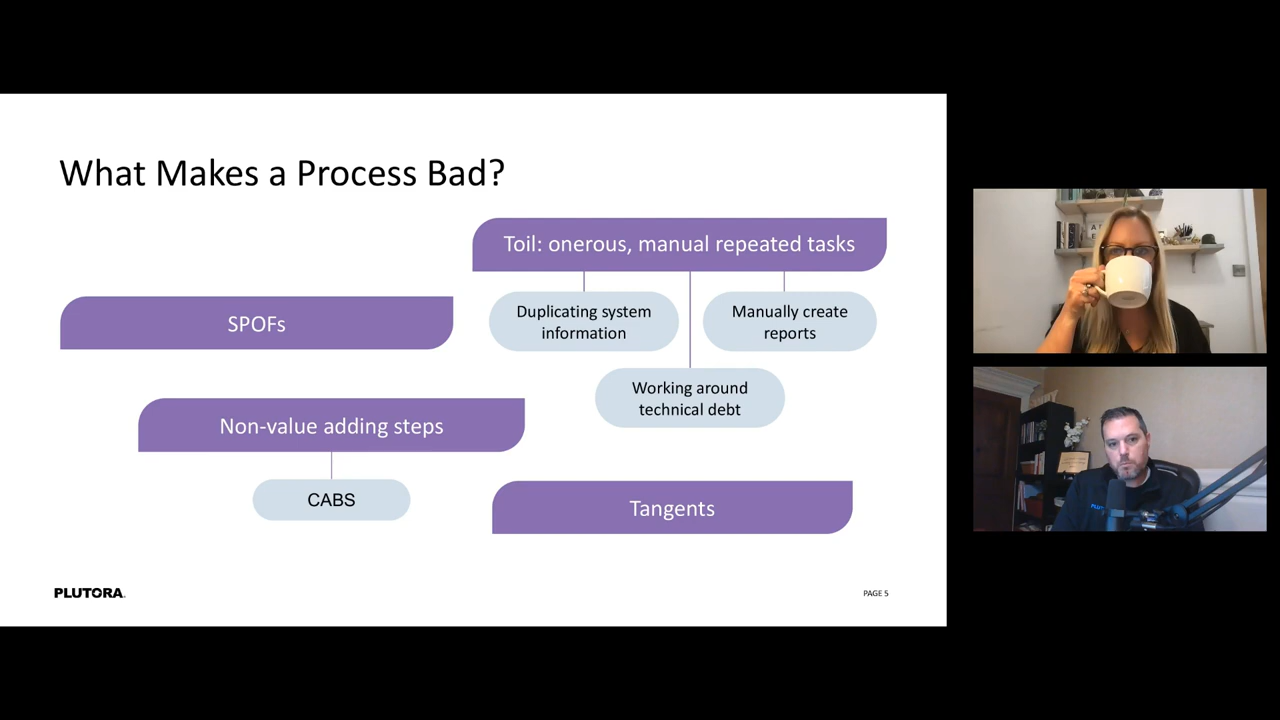 What Makes a Process Bad?
Toil: onerous, manual repeated tasks
Duplicating system
information
Manually create
reports
Working around
technical debt
SPOFs
Non-value adding steps
CABS
Tangents
PLUTORA
PAGE 5